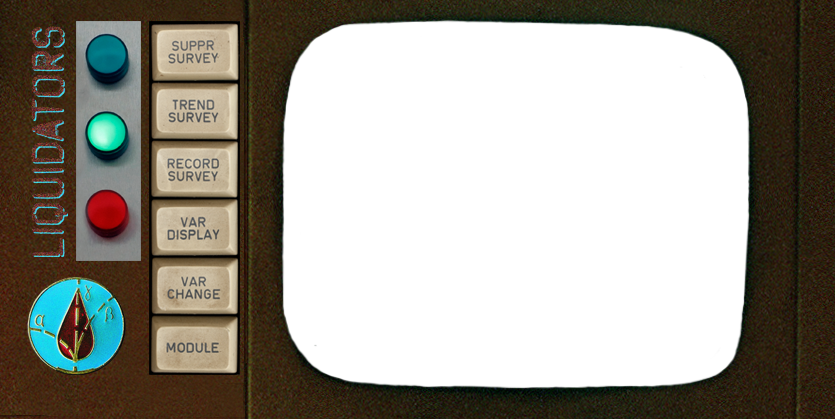 LIQUIDATORS
SUPPR
SURVEY
TREND
SURVEY
RECORD
SURVEY
VAR
DISPLAY
VAR
CHANGE
MODULE
α
γ
β